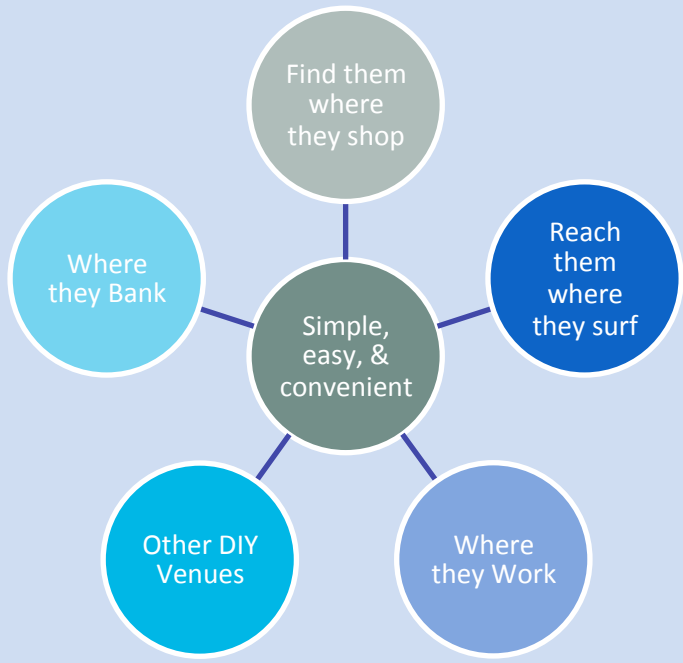 Find them
where
they shop
Reach
them
where
they surf
Where
they Work
Other DIY
Venues
Where
they Bank
Simple,
easy, &
convenient